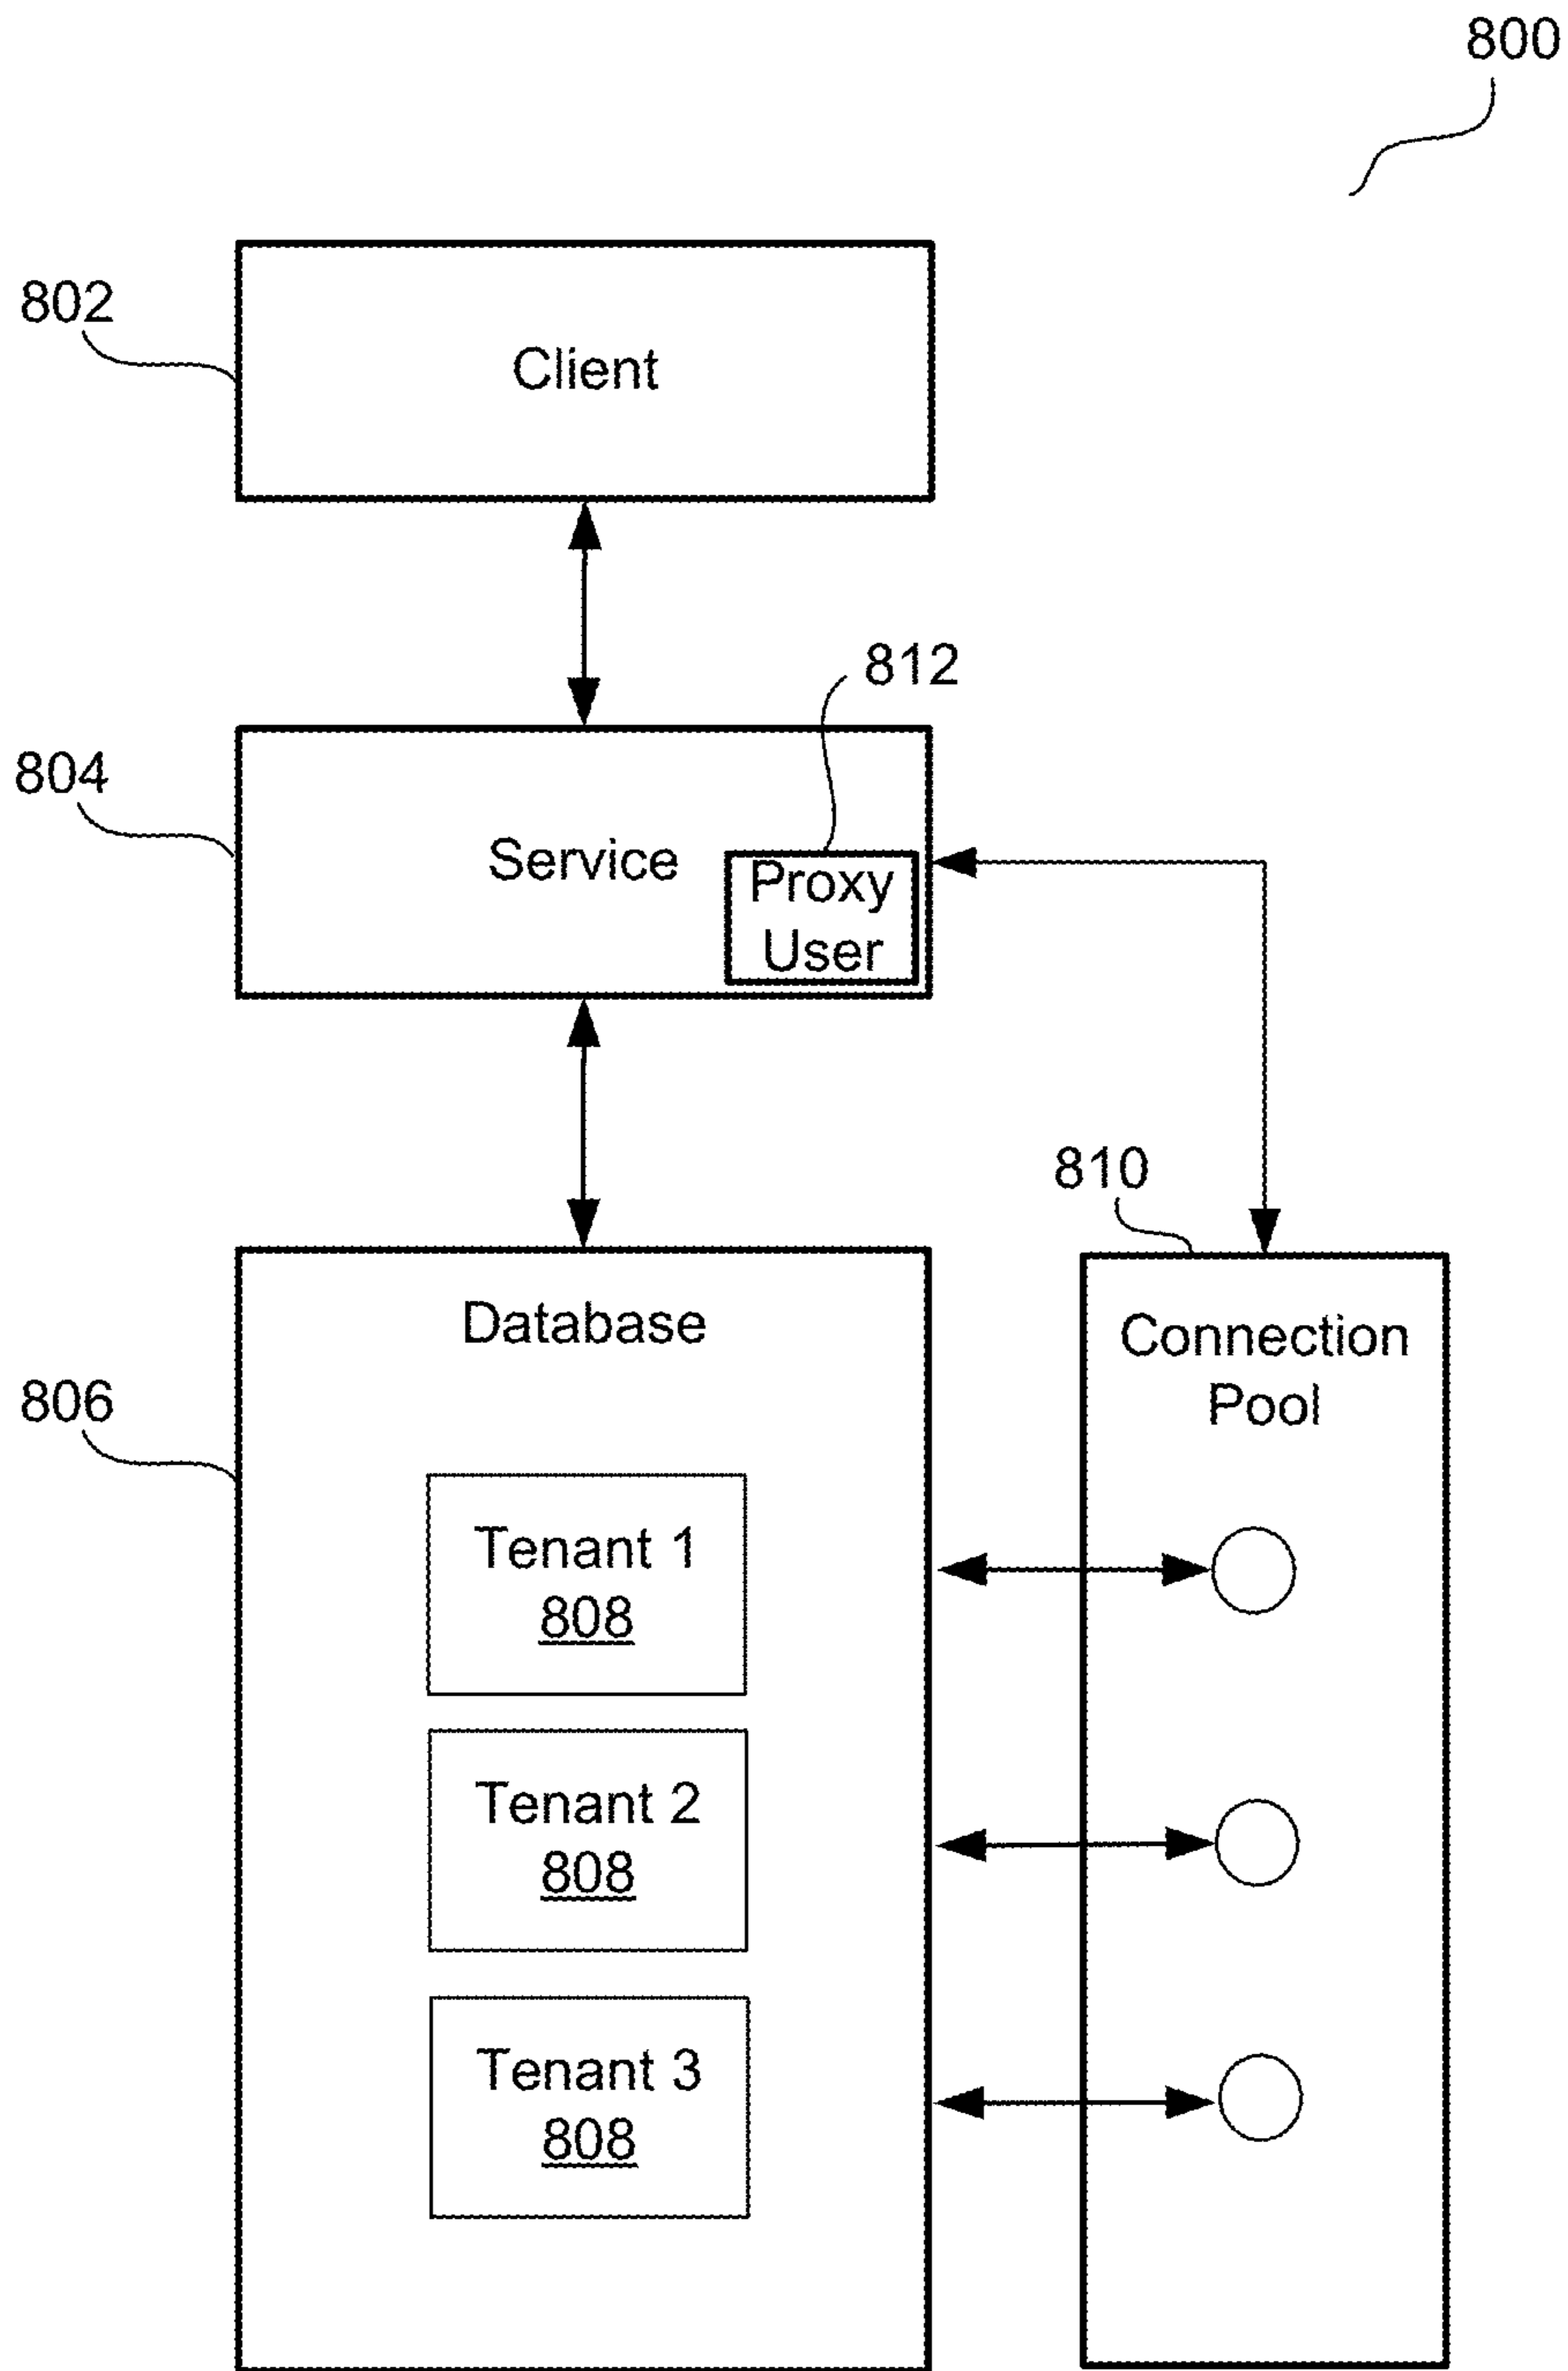 800
802
Client
812
804
Service
Proxy
User
810
Database
Connection
Pool
806
Tenant 1
808
Tenant 2
808
Tenant 3
808